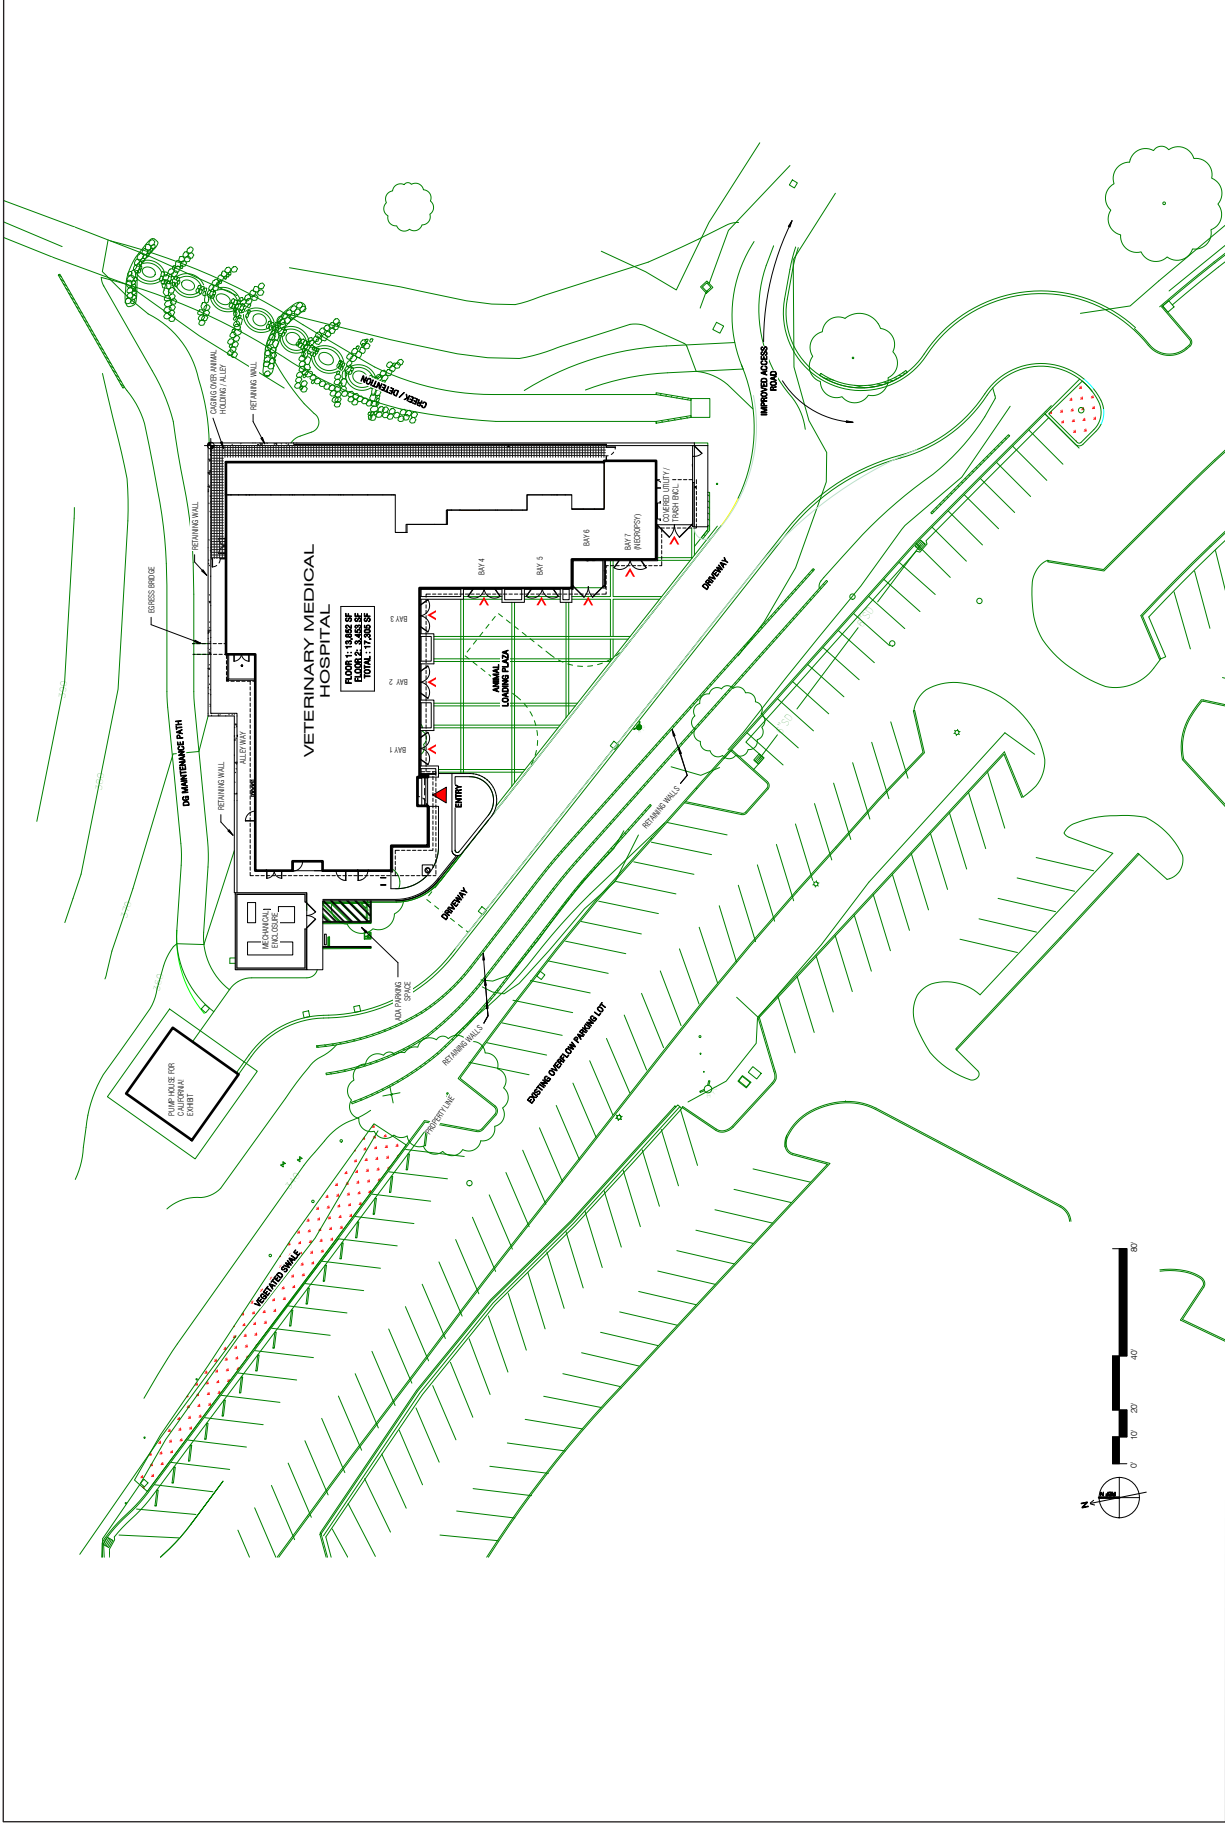 CAGING OVER ANIMAL
HOLDING / ALLEY
RETAINING WALL
CREEK / DETENTION
IMPROVED ACCESS
ROAD
RETAINING WALL
EGRESS BRIDGE
COVERED UTILITY /
TRASH ENCL.
BAY 7
(NECROPSY)
BAY 6
BAY 5
BAY 4
VETERINARY MEDICAL
HOSPITAL
FLOOR 1: 13,852 SF
FLOOR 2: 3,453 SF
TOTAL : 17,305 SF
BAY 3
BAY 2
BAY 1
ANIMAL
LOADING PLAZA
DRIVEWAY
DG MAINTENANCE PATH
RETAINING WALL
ALLEY WAY
ENTRY
DRIVEWAY
RETAINING WALLS
MECHANICAL
ENCLOSURE
ADA PARKING
SPACE
RETAINING WALLS
EXISTING OVERFLOW PARKING LOT
PUMP HOUSE FOR
CALIFORNIA!
EXHIBIT
PROPERTY LINE
VEGETATED SWALE
0'
10'
20'
40'
80'
N